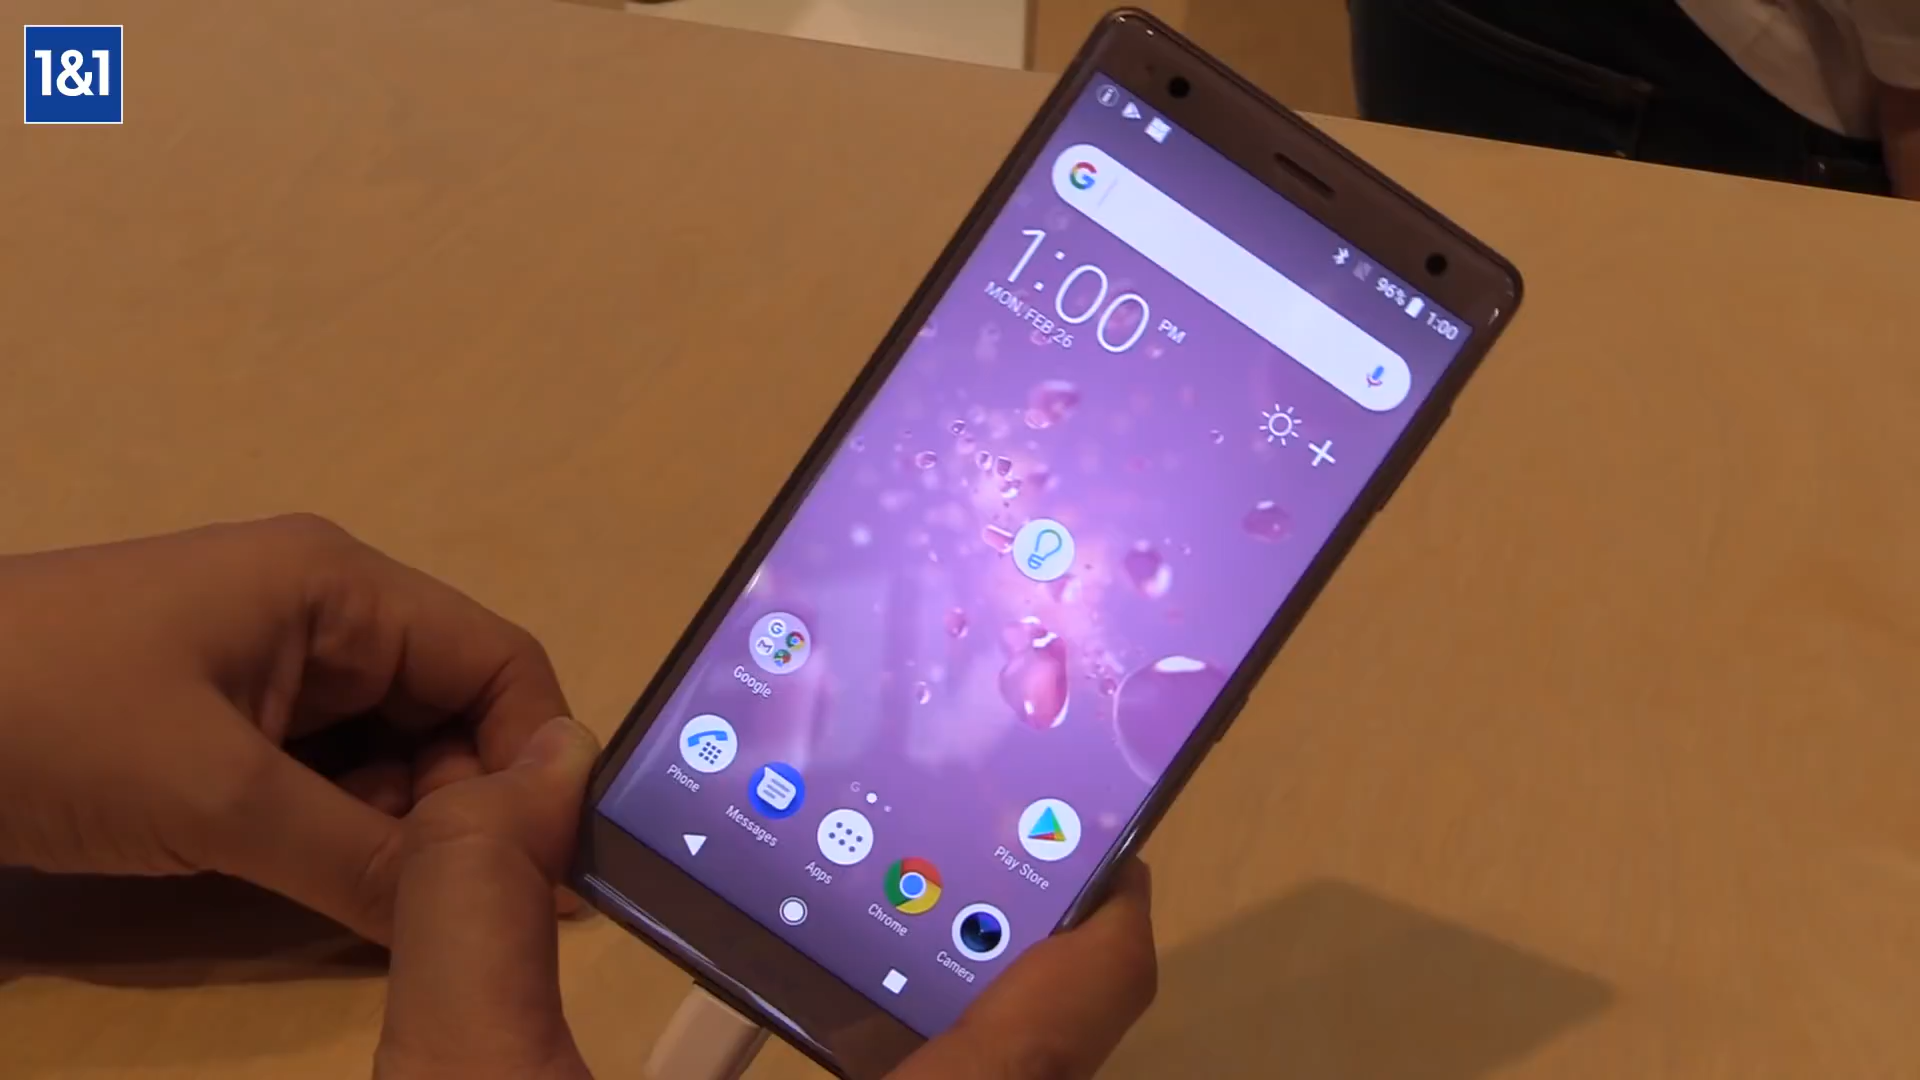 1&1
96% 1:00
1:00 PM
MON, FEB 26
Google
Phone
Messages
Apps
Chrome
Camera
Play Store